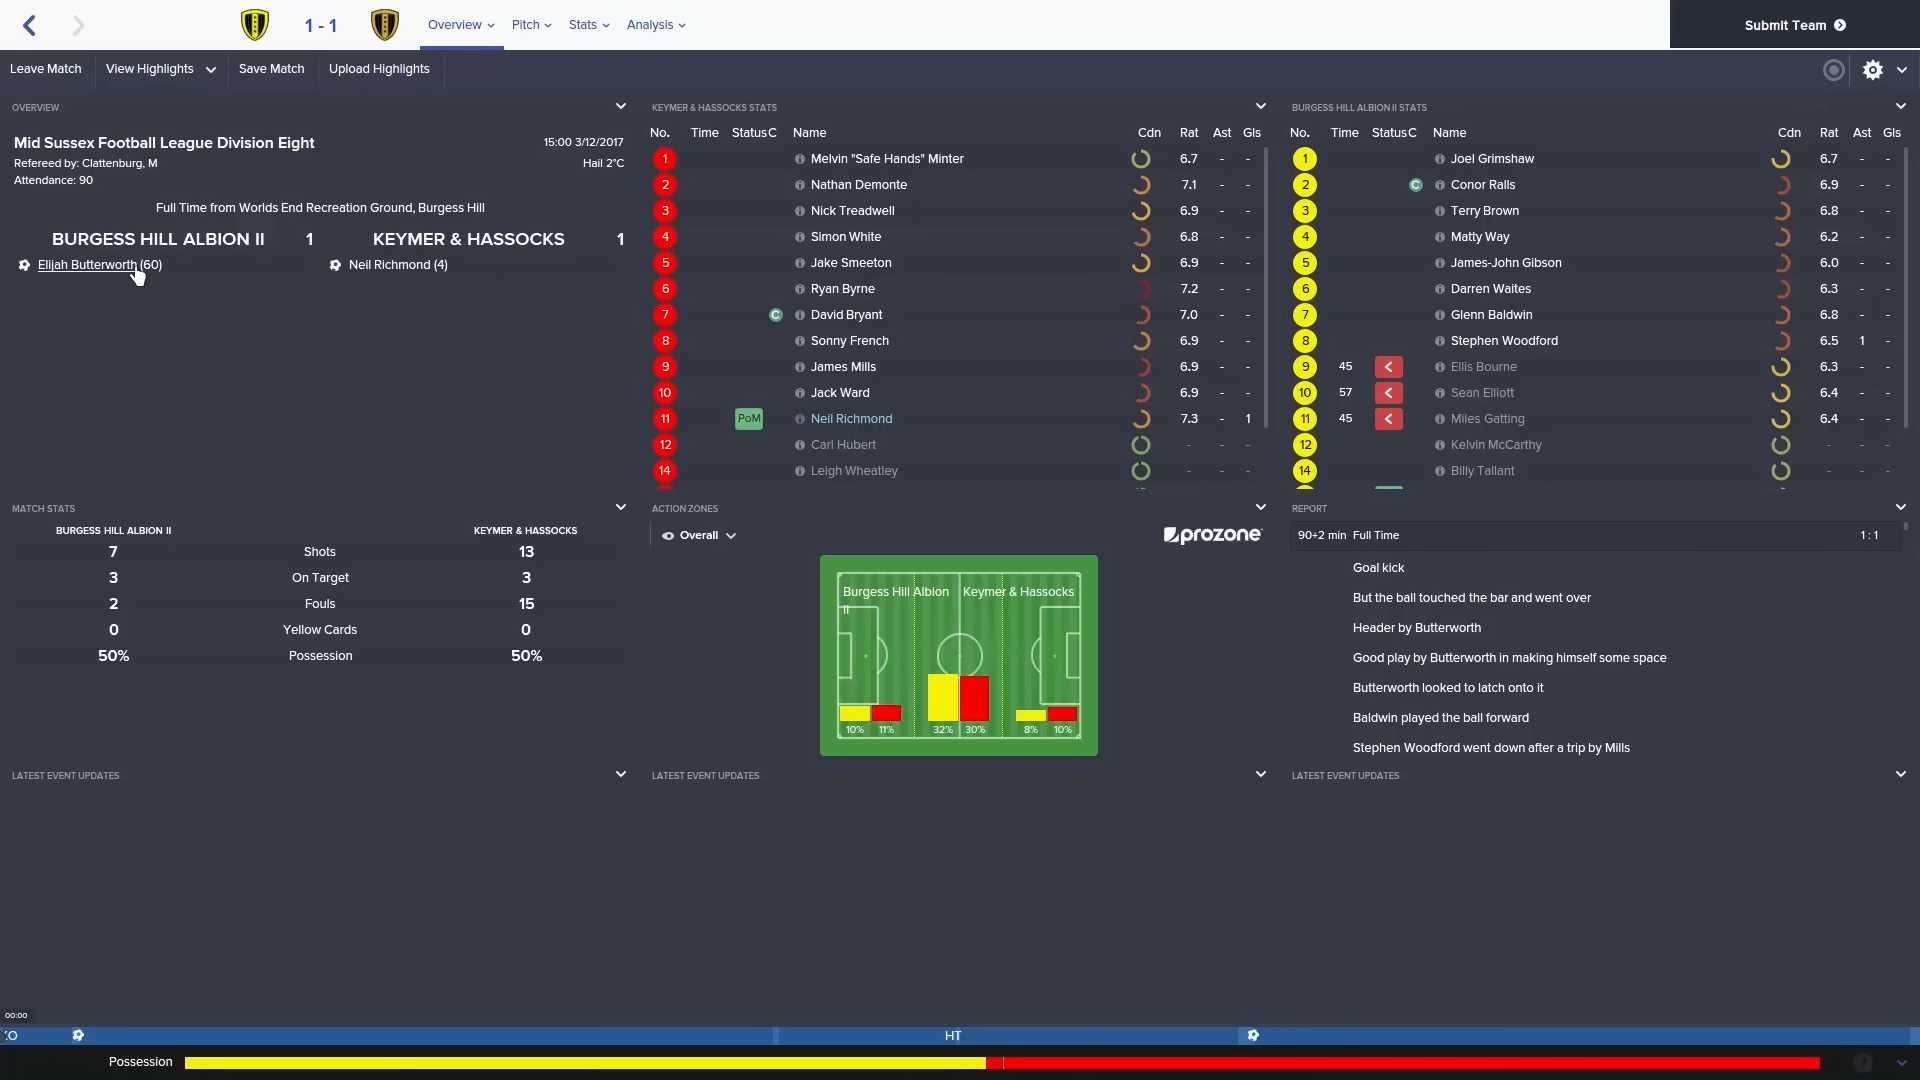 1 - 1
Overview
Pitch
Stats
Analysis
Submit Team
Leave Match
View Highlights
Save Match
Upload Highlights
OVERVIEW
Mid Sussex Football League Division Eight
15:00 3/12/2017
Refereed by: Clattenburg, M
Hail 2°C
Attendance: 90
Full Time from Worlds End Recreation Ground, Burgess Hill
BURGESS HILL ALBION II 1 KEYMER & HASSOCKS 1
Elijah Butterworth (60) Neil Richmond (4)
KEYMER & HASSOCKS STATS
No. Time Status C Name Cdn Rat Ast Gls
1 Melvin "Safe Hands" Minter 6.7 - -
2 Nathan Demonte 7.1 - -
3 Nick Treadwell 6.9 - -
4 Simon White 6.8 - -
5 Jake Smeeton 6.9 - -
6 Ryan Byrne 7.2 - -
7 C David Bryant 7.0 - -
8 Sonny French 6.9 - -
9 James Mills 6.9 - -
10 Jack Ward 6.9 - -
11 PoM Neil Richmond 7.3 - 1
12 Carl Hubert - - -
14 Leigh Wheatley - - -
BURGESS HILL ALBION II STATS
No. Time Status C Name Cdn Rat Ast Gls
1 Joel Grimshaw 6.7 - -
2 C Conor Ralls 6.9 - -
3 Terry Brown 6.8 - -
4 Matty Way 6.2 - -
5 James-John Gibson 6.0 - -
6 Darren Waites 6.3 - -
7 Glenn Baldwin 6.8 - -
8 Stephen Woodford 6.5 1 -
9 45 Ellis Bourne 6.3 - -
10 57 Sean Elliott 6.4 - -
11 45 Miles Gatting 6.4 - -
12 Kelvin McCarthy - - -
14 Billy Tallant - - -
MATCH STATS
BURGESS HILL ALBION II KEYMER & HASSOCKS
7 Shots 13
3 On Target 3
2 Fouls 15
0 Yellow Cards 0
50% Possession 50%
ACTION ZONES
Overall
prozone
Burgess Hill Albion
II
Keymer & Hassocks
10% 11% 32% 30% 8% 10%
REPORT
90+2 min Full Time 1 : 1
Goal kick
But the ball touched the bar and went over
Header by Butterworth
Good play by Butterworth in making himself some space
Butterworth looked to latch onto it
Baldwin played the ball forward
Stephen Woodford went down after a trip by Mills
LATEST EVENT UPDATES
LATEST EVENT UPDATES
LATEST EVENT UPDATES
00:00
HT
Possession